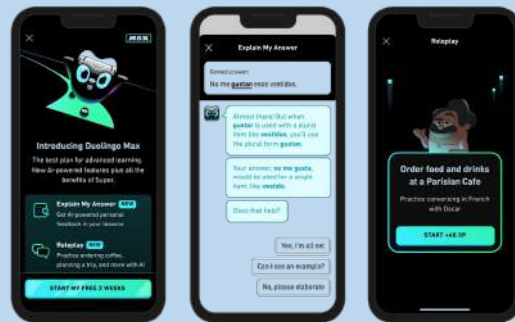 MAX
Introducing Duolingo Max
The best plan for advanced learning.
New AI-powered features plus all the
benefits of Super.
Explain My Answer NEW
Get AI-powered personal
feedback in your lessons
Roleplay NEW
Practice ordering coffee,
planning a trip, and more with AI
START MY FREE 2 WEEKS
Explain My Answer
Correct answer:
No me gustan esos vestidos.
Almost there! But when
gustan is used with a plural
item like vestidos, you'll use
the plural form gustan.
Your answer, no me gusta,
would be used for a single
item, like vestido.
Does that help?
Yes, I'm all set
Can I see an example?
No, please elaborate
Roleplay
Order food and drinks
at a Parisian Cafe
Practice conversing in French
with Oscar
START +40 XP